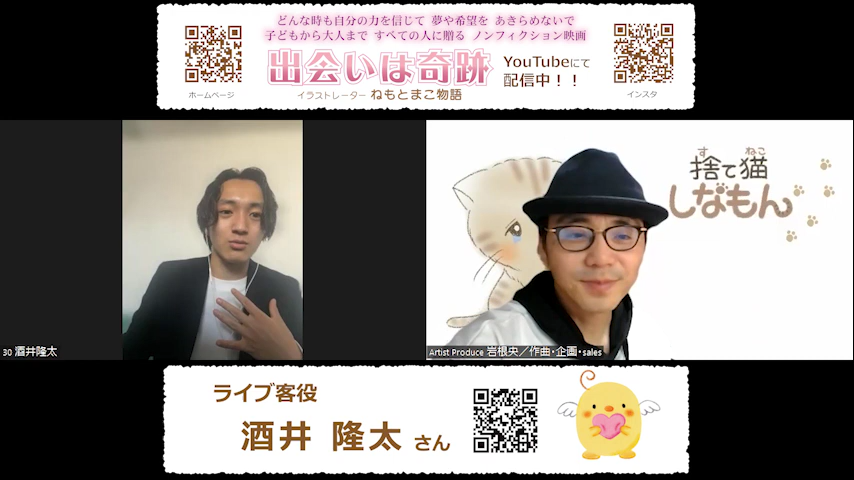 どんな時も自分の力を信じて 夢や希望を あきらめないで
子どもから大人まで すべての人に贈る ノンフィクション映画
出会いは奇跡
YouTubeにて
配信中！！
イラストレーター ねもとまこ物語
ホームページ
インスタ
す ねこ
捨て猫
しなもん
30 酒井隆太
Artist Produce 岩根央／作曲・企画・sales
ライブ客役
酒井 隆太 さん